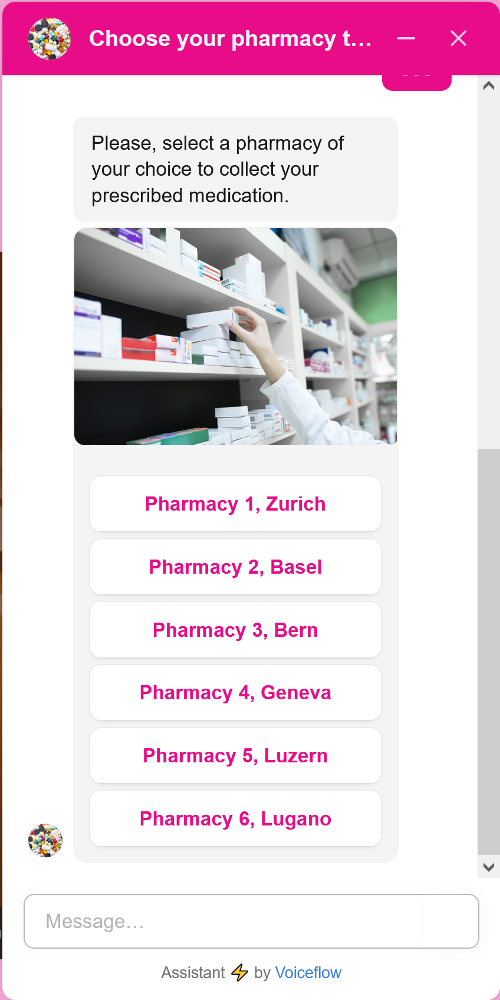 Choose your pharmacy t...
Please, select a pharmacy of
your choice to collect your
prescribed medication.
Pharmacy 1, Zurich
Pharmacy 2, Basel
Pharmacy 3, Bern
Pharmacy 4, Geneva
Pharmacy 5, Luzern
Pharmacy 6, Lugano
Message...
Assistant ⚡ by Voiceflow